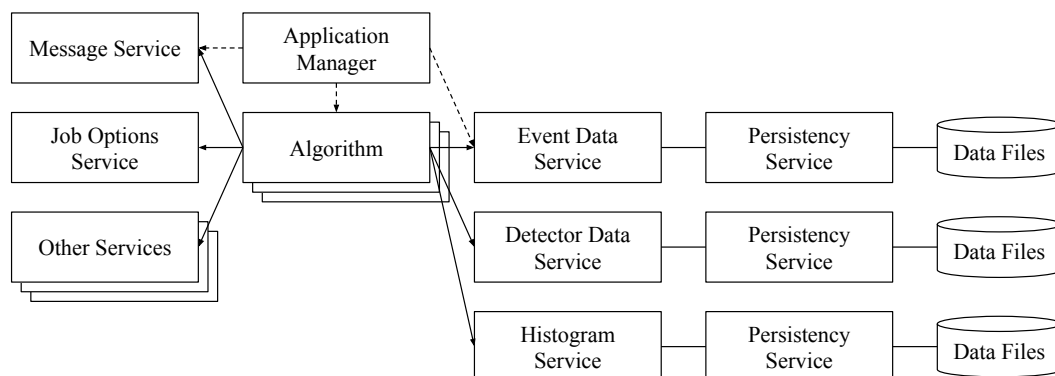 Message Service
Application
Manager
Job Options
Service
Algorithm
Event Data
Service
Persistency
Service
Data Files
Other Services
Detector Data
Service
Persistency
Service
Data Files
Histogram
Service
Persistency
Service
Data Files